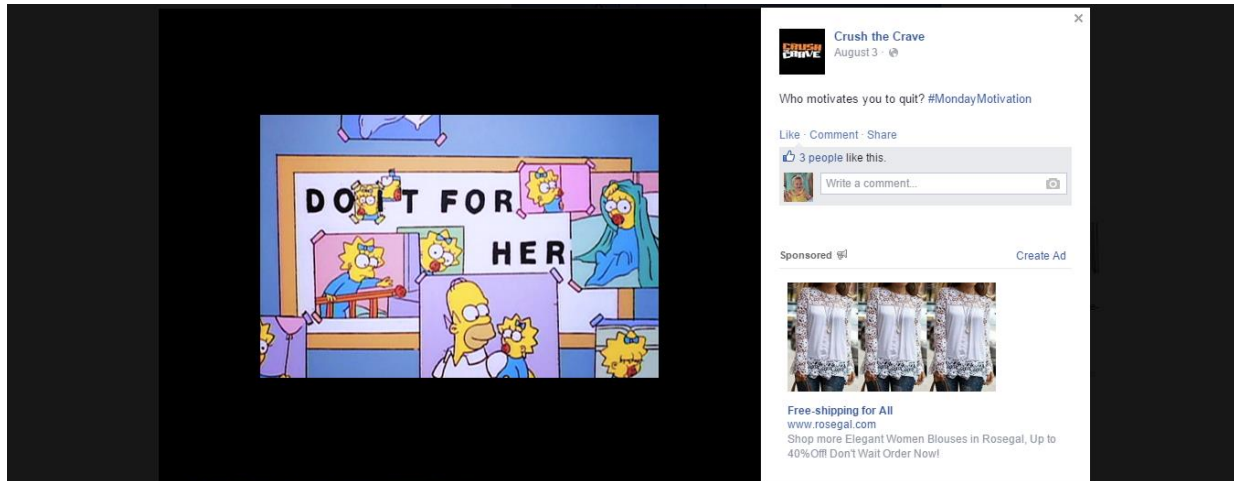 DO IT FOR
HER
×
CRUSH
CRAVE
Crush the Crave
August 3 ·
Who motivates you to quit? #MondayMotivation
Like · Comment · Share
3 people like this.
Write a comment...
Sponsored
Create Ad
Free-shipping for All
www.rosegal.com
Shop more Elegant Women Blouses in Rosegal, Up to
40%Off! Don't Wait Order Now!